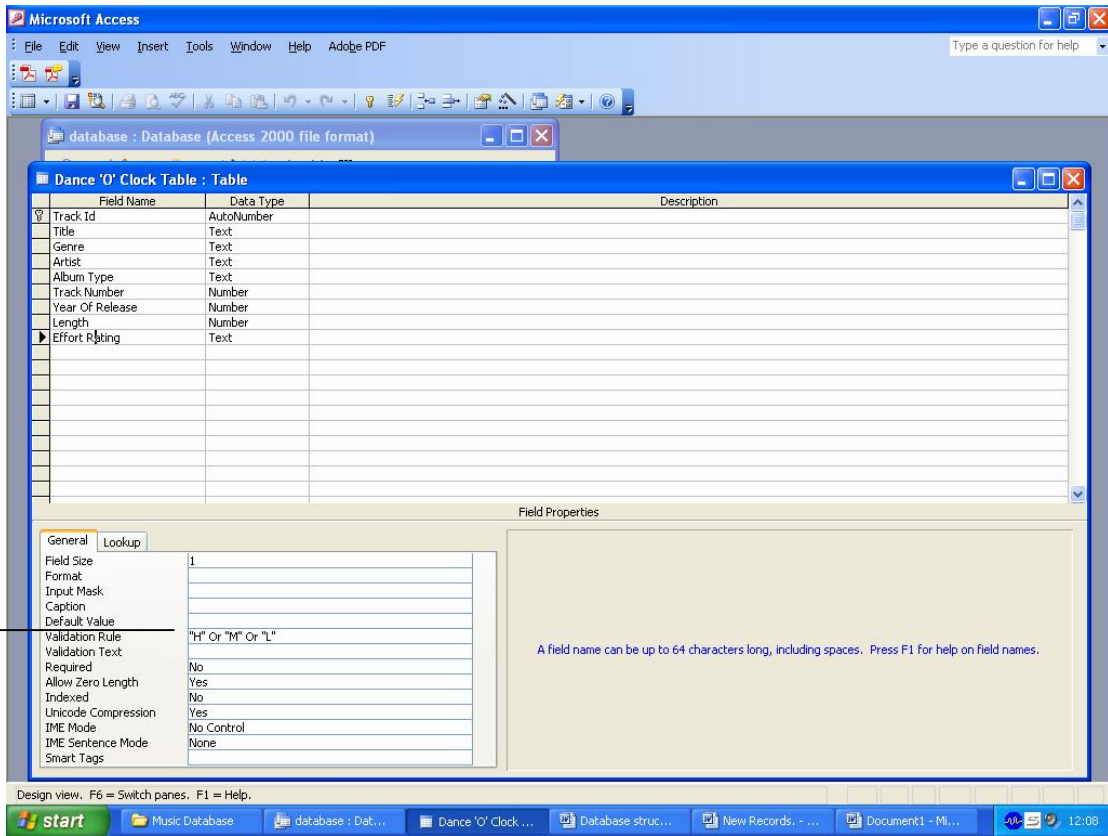 Microsoft Access
File Edit View Insert Tools Window Help Adobe PDF
Type a question for help
database : Database (Access 2000 file format)
Dance 'O' Clock Table : Table
Field Name Data Type Description
Track Id AutoNumber
Title Text
Genre Text
Artist Text
Album Type Text
Track Number Number
Year Of Release Number
Length Number
Effort Rating Text
Field Properties
General Lookup
Field Size 1
Format
Input Mask
Caption
Default Value
Validation Rule "H" Or "M" Or "L"
Validation Text
Required No
Allow Zero Length Yes
Indexed No
Unicode Compression Yes
IME Mode No Control
IME Sentence Mode None
Smart Tags
A field name can be up to 64 characters long, including spaces. Press F1 for help on field names.
Design view. F6 = Switch panes. F1 = Help.
start Music Database database : Dat... Dance 'O' Clock ... Database struc... New Records. - ... Document1 - Mi... 12:08